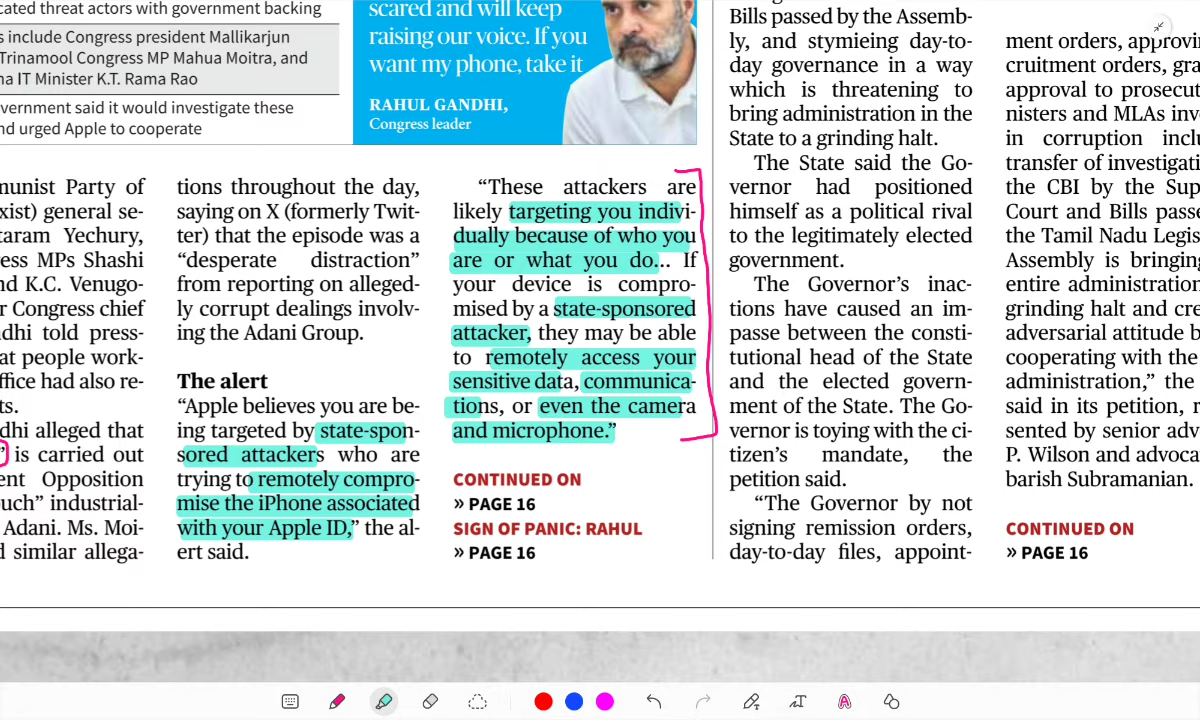 cated threat actors with government backing
s include Congress president Mallikarjun
Trinamool Congress MP Mahua Moitra, and
na IT Minister K.T. Rama Rao
vernment said it would investigate these
nd urged Apple to cooperate
scared and will keep
raising our voice. If you
want my phone, take it
RAHUL GANDHI,
Congress leader
munist Party of
xist) general se-
taram Yechury,
ress MPs Shashi
nd K.C. Venugo-
r Congress chief
ndhi told press-
at people work-
ffice had also re-
ts.
dhi alleged that
” is carried out
ent Opposition
ouch” industrial-
Adani. Ms. Moi-
d similar allega-
tions throughout the day,
saying on X (formerly Twit-
ter) that the episode was a
“desperate distraction”
from reporting on alleged-
ly corrupt dealings involv-
ing the Adani Group.
The alert
“Apple believes you are be-
ing targeted by state-spon-
sored attackers who are
trying to remotely compro-
mise the iPhone associated
with your Apple ID,” the al-
ert said.
“These attackers are
likely targeting you indivi-
dually because of who you
are or what you do... If
your device is compro-
mised by a state-sponsored
attacker, they may be able
to remotely access your
sensitive data, communica-
tions, or even the camera
and microphone.”
CONTINUED ON
» PAGE 16
SIGN OF PANIC: RAHUL
» PAGE 16
Bills passed by the Assemb-
ly, and stymieing day-to-
day governance in a way
which is threatening to
bring administration in the
State to a grinding halt.
The State said the Go-
vernor had positioned
himself as a political rival
to the legitimately elected
government.
The Governor’s inac-
tions have caused an im-
passe between the consti-
tutional head of the State
and the elected govern-
ment of the State. The Go-
vernor is toying with the ci-
tizen’s mandate, the
petition said.
“The Governor by not
signing remission orders,
day-to-day files, appoint-
ment orders, approvin
cruitment orders, gra
approval to prosecut
nisters and MLAs inv
in corruption inclu
transfer of investigati
the CBI by the Sup
Court and Bills passe
the Tamil Nadu Legis
Assembly is bringing
entire administration
grinding halt and cre
adversarial attitude b
cooperating with the
administration,” the
said in its petition, r
sented by senior adv
P. Wilson and advoca
barish Subramanian.
CONTINUED ON
» PAGE 16